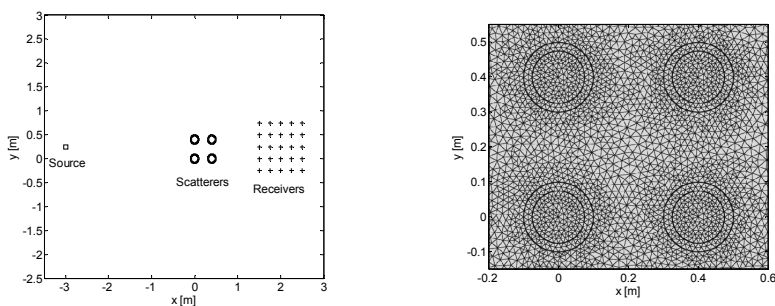 3
2.5
2
1.5
1
0.5
0
-0.5
-1
-1.5
-2
-2.5
y [m]
Source
Scatterers
Receivers
-3 -2 -1 0 1 2 3
x [m]
0.5
0.4
0.3
0.2
0.1
0
-0.1
y [m]
-0.2 0 0.2 0.4 0.6
x [m]